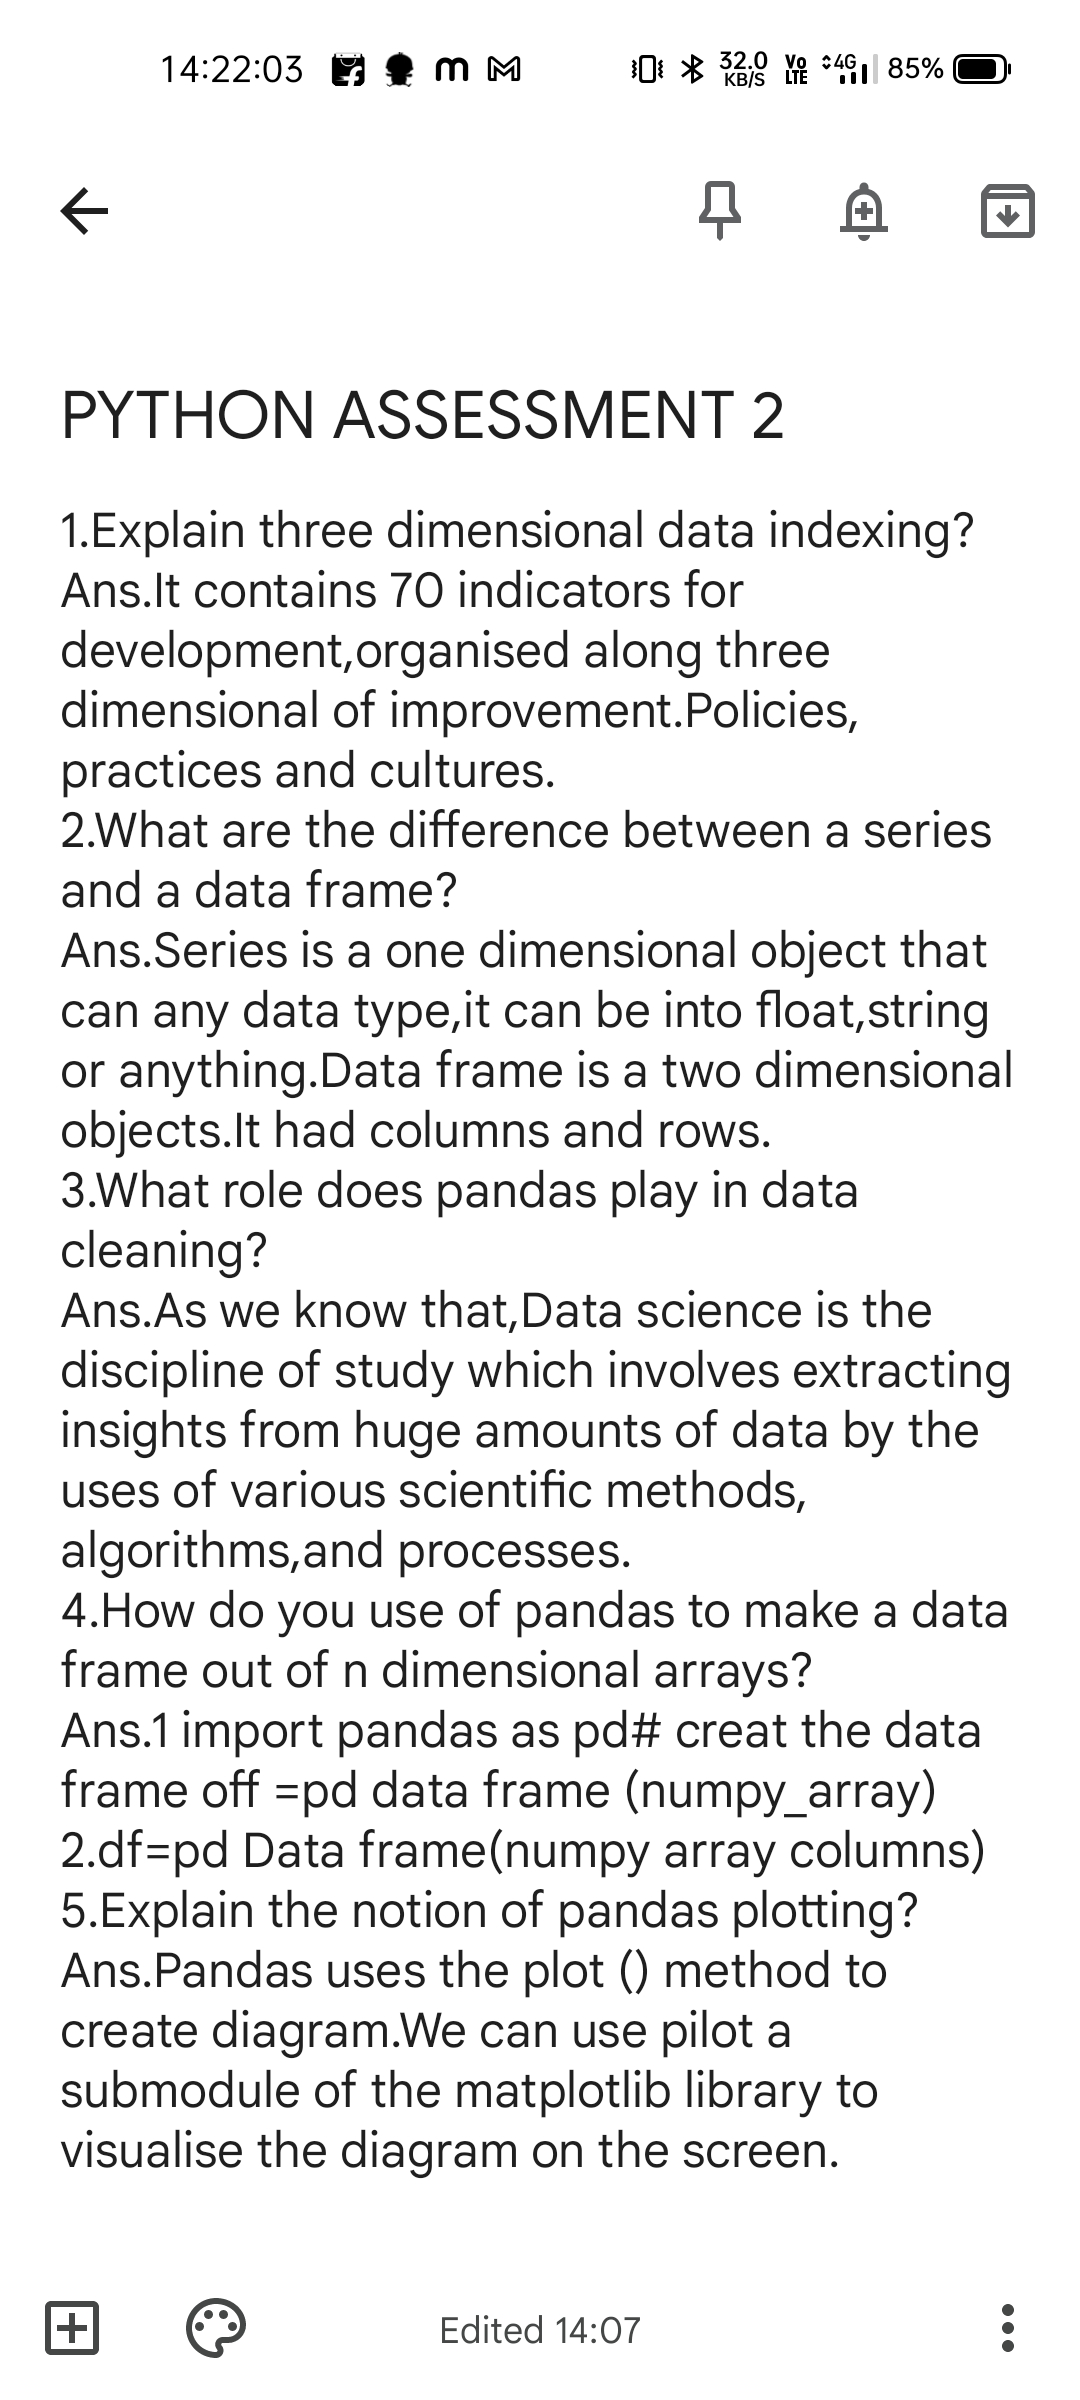 14:22:03 m M 32.0 KB/S Vo LTE 4G 85%
PYTHON ASSESSMENT 2
1.Explain three dimensional data indexing?
Ans.It contains 70 indicators for
development,organised along three
dimensional of improvement.Policies,
practices and cultures.
2.What are the difference between a series
and a data frame?
Ans.Series is a one dimensional object that
can any data type,it can be into float,string
or anything.Data frame is a two dimensional
objects.It had columns and rows.
3.What role does pandas play in data
cleaning?
Ans.As we know that,Data science is the
discipline of study which involves extracting
insights from huge amounts of data by the
uses of various scientific methods,
algorithms,and processes.
4.How do you use of pandas to make a data
frame out of n dimensional arrays?
Ans.1 import pandas as pd# creat the data
frame off =pd data frame (numpy_array)
2.df=pd Data frame(numpy array columns)
5.Explain the notion of pandas plotting?
Ans.Pandas uses the plot () method to
create diagram.We can use pilot a
submodule of the matplotlib library to
visualise the diagram on the screen.
Edited 14:07